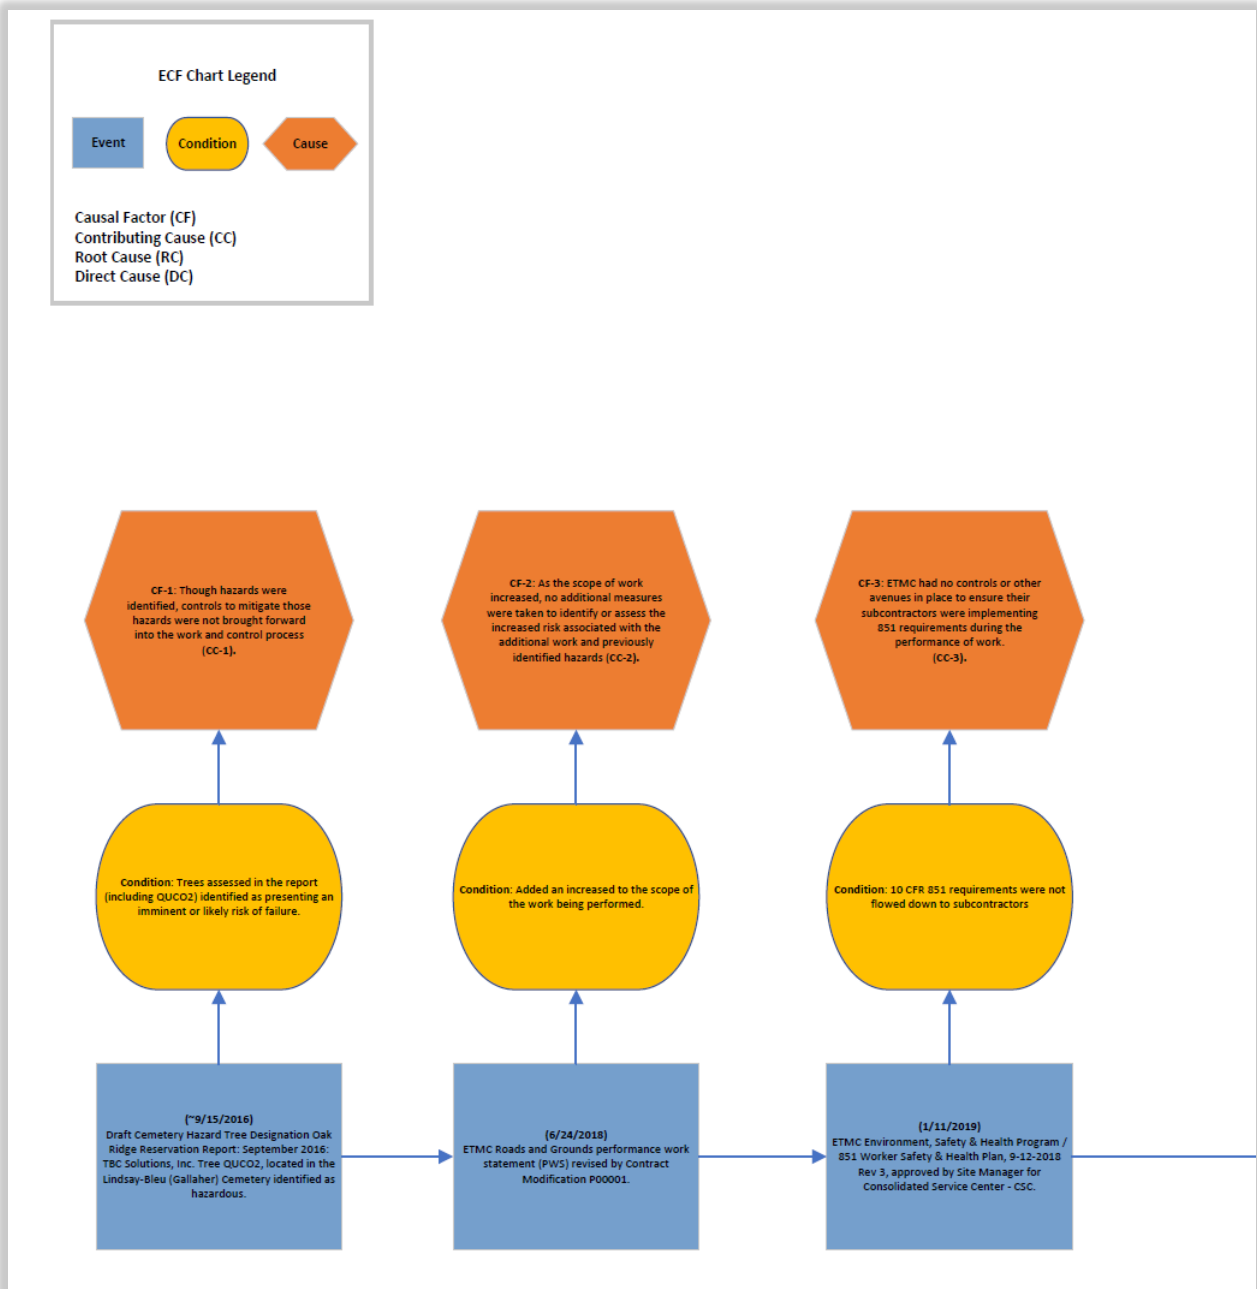 ECF Chart Legend
Event
Condition
Cause
Causal Factor (CF)
Contributing Cause (CC)
Root Cause (RC)
Direct Cause (DC)
CF-1: Though hazards were
identified, controls to mitigate those
hazards were not brought forward
into the work and control process
(CC-1).
CF-2: As the scope of work
increased, no additional measures
were taken to identify or assess the
increased risk associated with the
additional work and previously
identified hazards (CC-2).
CF-3: ETMC had no controls or other
avenues in place to ensure their
subcontractors were implementing
851 requirements during the
performance of work.
(CC-3).
Condition: Trees assessed in the report
(including QUCO2) identified as presenting an
imminent or likely risk of failure.
Condition: Added an increased to the scope of
the work being performed.
Condition: 10 CFR 851 requirements were not
flowed down to subcontractors
(~9/15/2016)
Draft Cemetery Hazard Tree Designation Oak
Ridge Reservation Report: September 2016:
TBC Solutions, Inc. Tree QUCO2, located in the
Lindsay-Bleu (Gallaher) Cemetery identified as
hazardous.
(6/24/2018)
ETMC Roads and Grounds performance work
statement (PWS) revised by Contract
Modification P00001.
(1/11/2019)
ETMC Environment, Safety & Health Program /
851 Worker Safety & Health Plan, 9-12-2018
Rev 3, approved by Site Manager for
Consolidated Service Center - CSC.